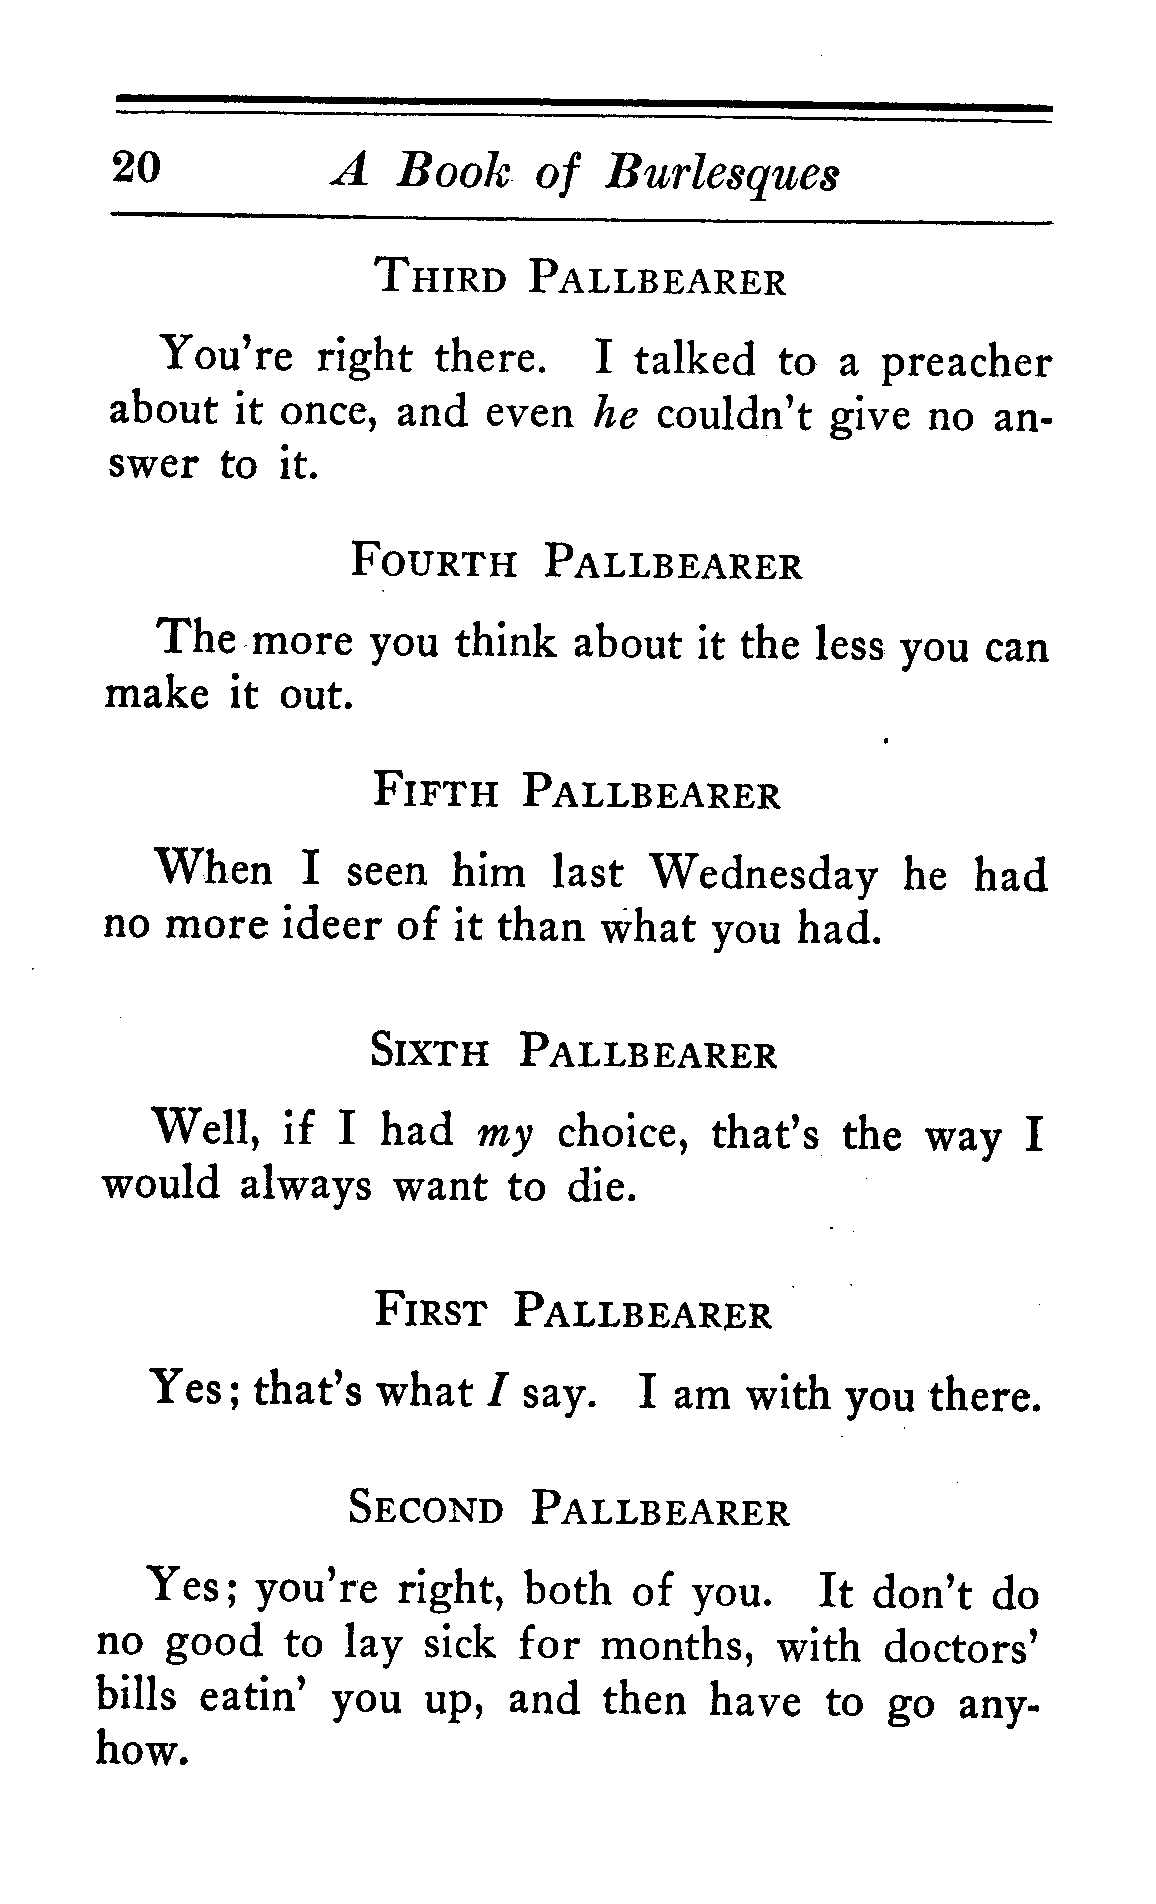 20 A Book of Burlesques
THIRD PALLBEARER
You're right there. I talked to a preacher
about it once, and even he couldn't give no an-
swer to it.
FOURTH PALLBEARER
The more you think about it the less you can
make it out.
FIFTH PALLBEARER
When I seen him last Wednesday he had
no more ideer of it than what you had.
SIXTH PALLBEARER
Well, if I had my choice, that's the way I
would always want to die.
FIRST PALLBEARER
Yes; that's what I say. I am with you there.
SECOND PALLBEARER
Yes; you're right, both of you. It don't do
no good to lay sick for months, with doctors'
bills eatin' you up, and then have to go any-
how.